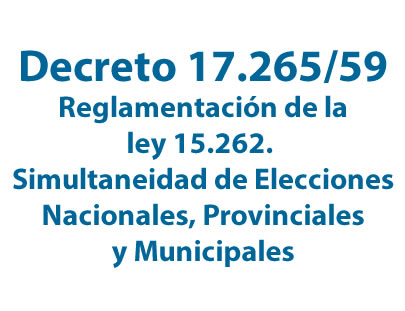 Decreto 17.265/59
Reglamentación de la
ley 15.262.
Simultaneidad de Elecciones
Nacionales, Provinciales
y Municipales